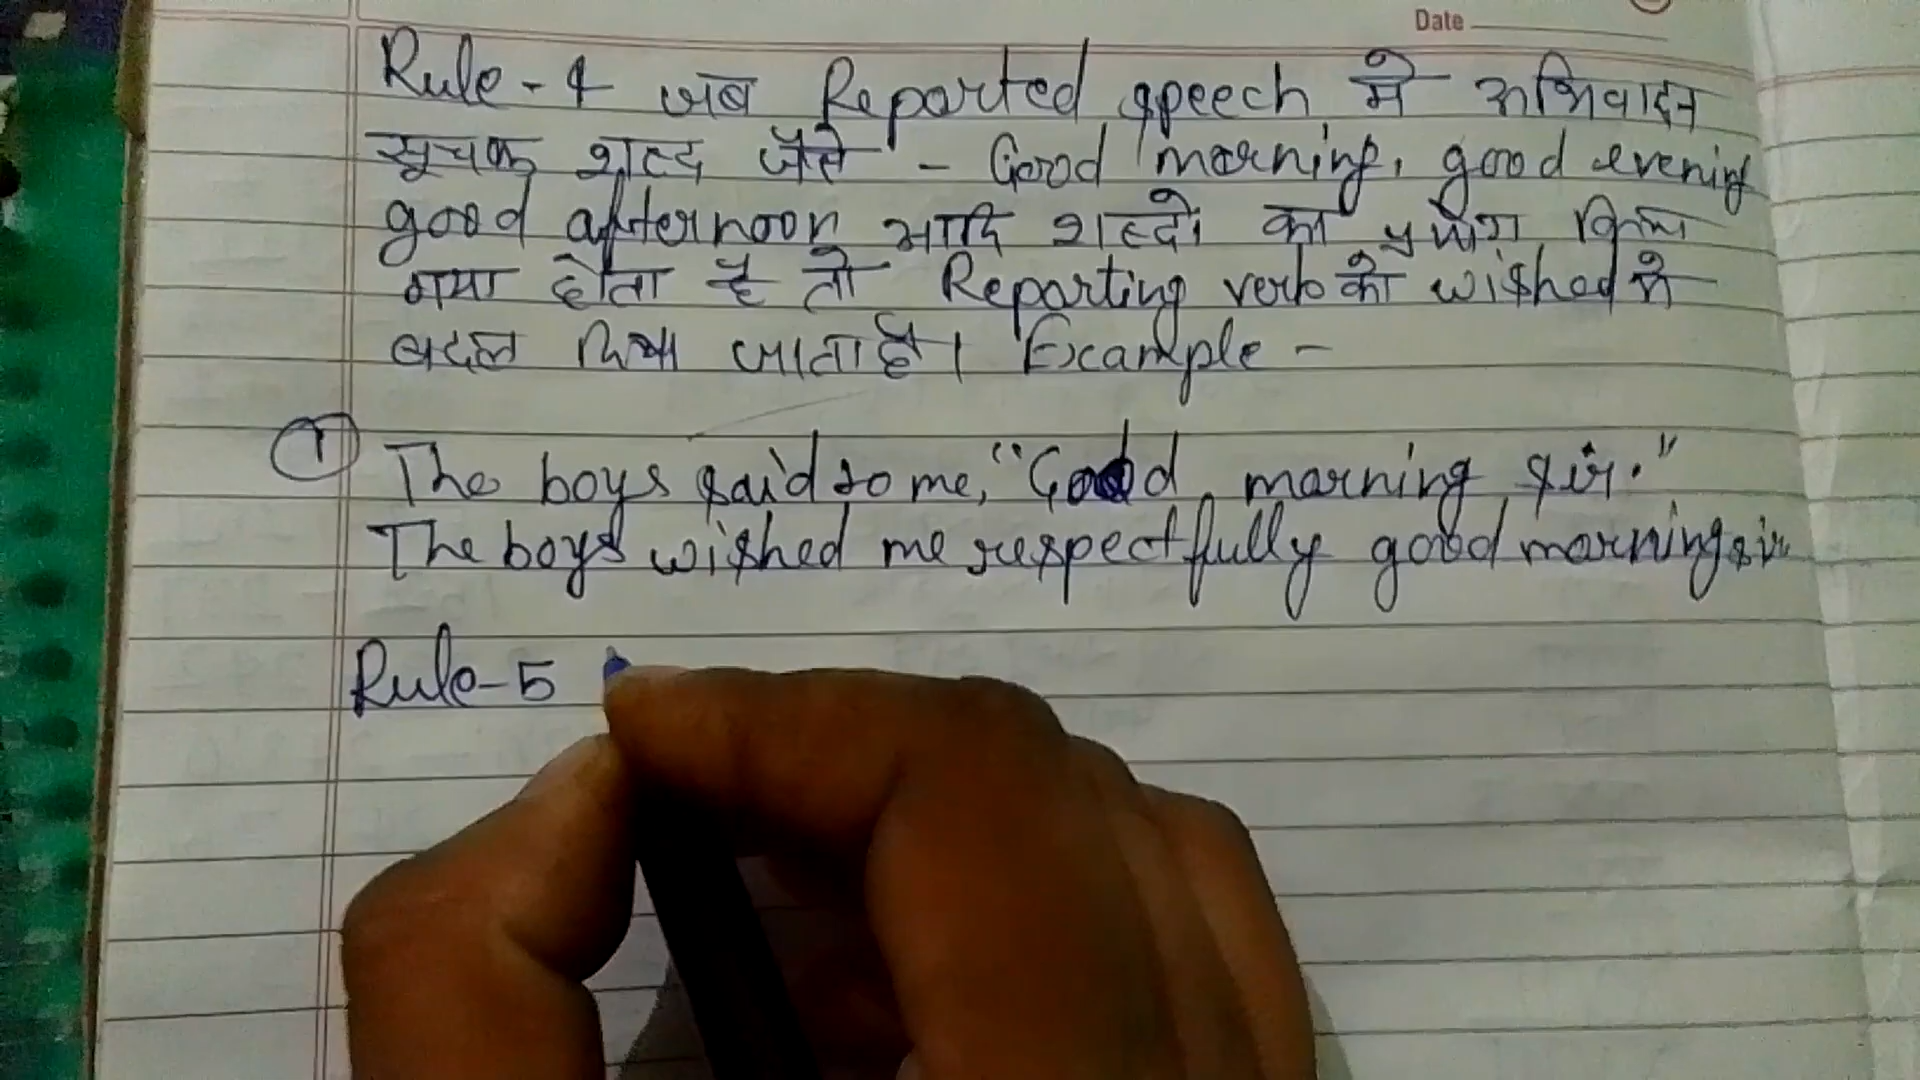 Date
Rule - 4 जब Reported speech में अभिवादन
सूचक शब्द जैसे - Good morning, good evening
good afternoon आदि शब्दों का प्रयोग किया
गया होता है तो Reporting verb को wished में
बदल दिया जाता है। Example -
① The boys said to me, "Good morning sir."
The boys wished me respectfully good morning sir
Rule-5